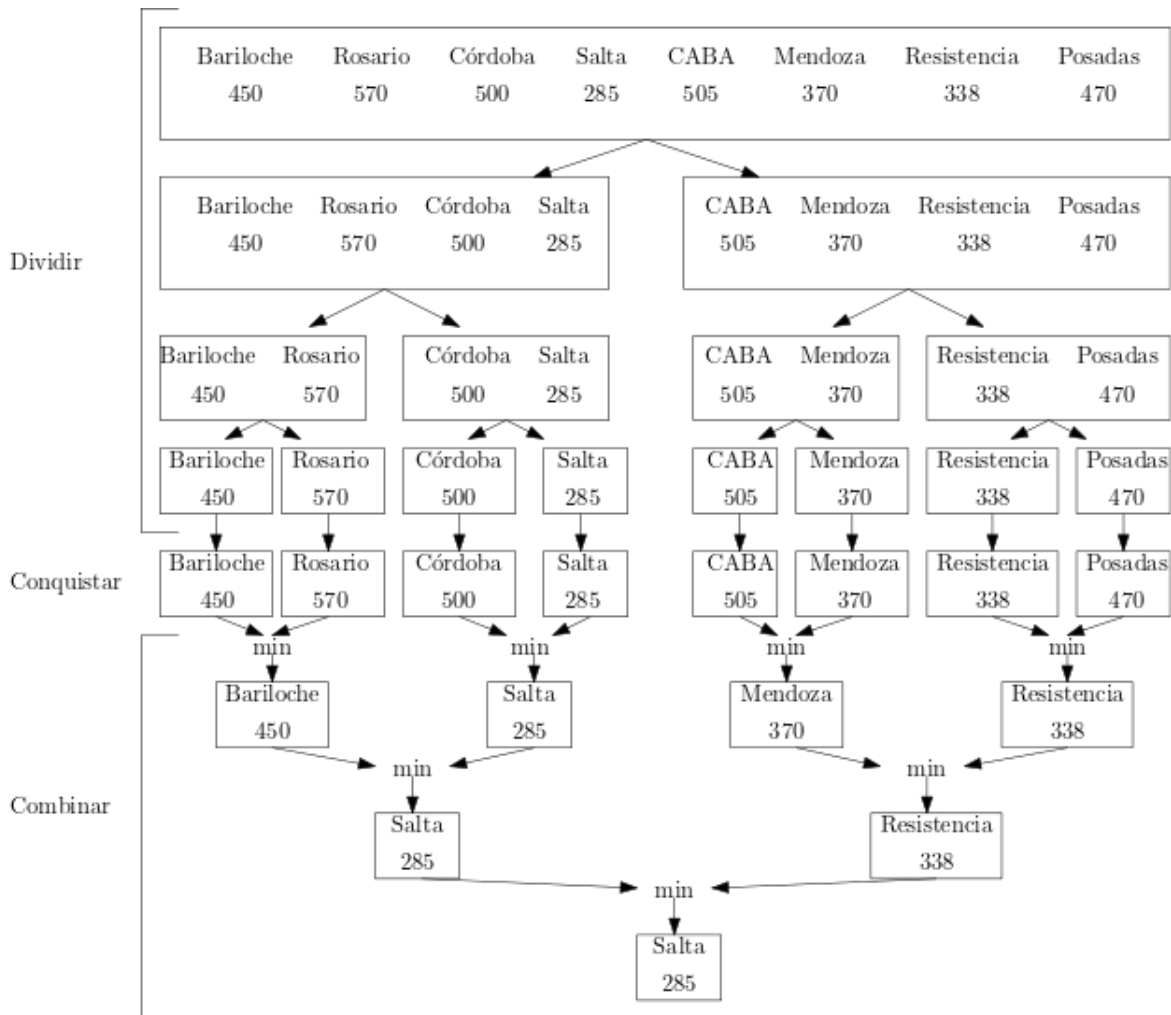 Bariloche Rosario Córdoba Salta CABA Mendoza Resistencia Posadas
450 570 500 285 505 370 338 470
Bariloche Rosario Córdoba Salta CABA Mendoza Resistencia Posadas
450 570 500 285 505 370 338 470
Dividir
Bariloche Rosario Córdoba Salta CABA Mendoza Resistencia Posadas
450 570 500 285 505 370 338 470
Bariloche Rosario Córdoba Salta CABA Mendoza Resistencia Posadas
450 570 500 285 505 370 338 470
Conquistar
Bariloche Rosario Córdoba Salta CABA Mendoza Resistencia Posadas
450 570 500 285 505 370 338 470
min min min min
Bariloche Salta Mendoza Resistencia
450 285 370 338
min min
Combinar
Salta Resistencia
285 338
min
Salta
285